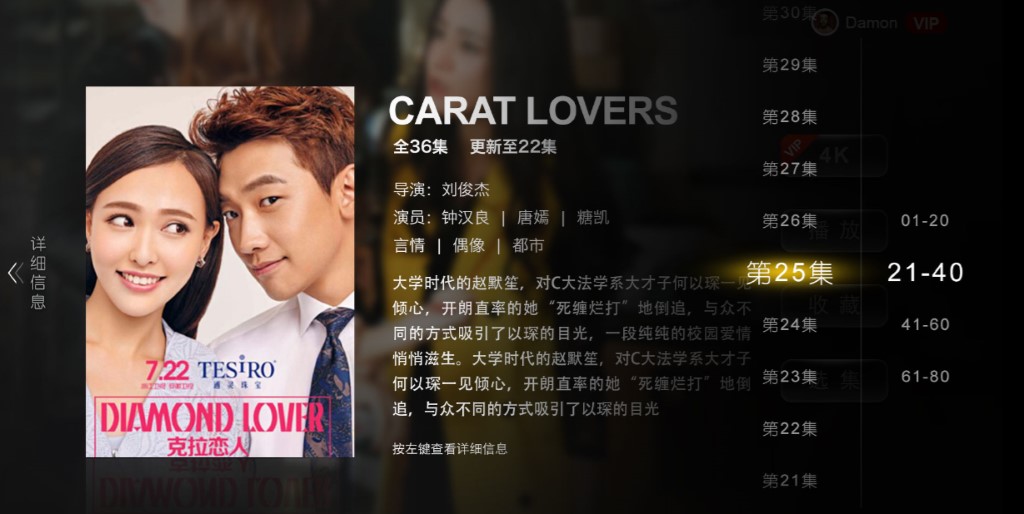 第30集
Damon VIP
第29集
CARAT LOVERS
第28集
全36集 更新至22集
VIP 4K
第27集
导演：刘俊杰
演员：钟汉良 | 唐嫣 | 糖凯
第26集
播放
01-20
言情 | 偶像 | 都市
详细信息
第25集
21-40
大学时代的赵默笙，对C大法学系大才子何以琛一见
倾心，开朗直率的她“死缠烂打”地倒追，与众不
同的方式吸引了以琛的目光，一段纯纯的校园爱情
悄悄滋生。大学时代的赵默笙，对C大法学系大才子
何以琛一见倾心，开朗直率的她“死缠烂打”地倒
追，与众不同的方式吸引了以琛的目光
收藏
第24集
41-60
第23集
选集
61-80
7.22 TESIRO
通灵珠宝
DIAMOND LOVER
克拉恋人
第22集
按左键查看详细信息
第21集